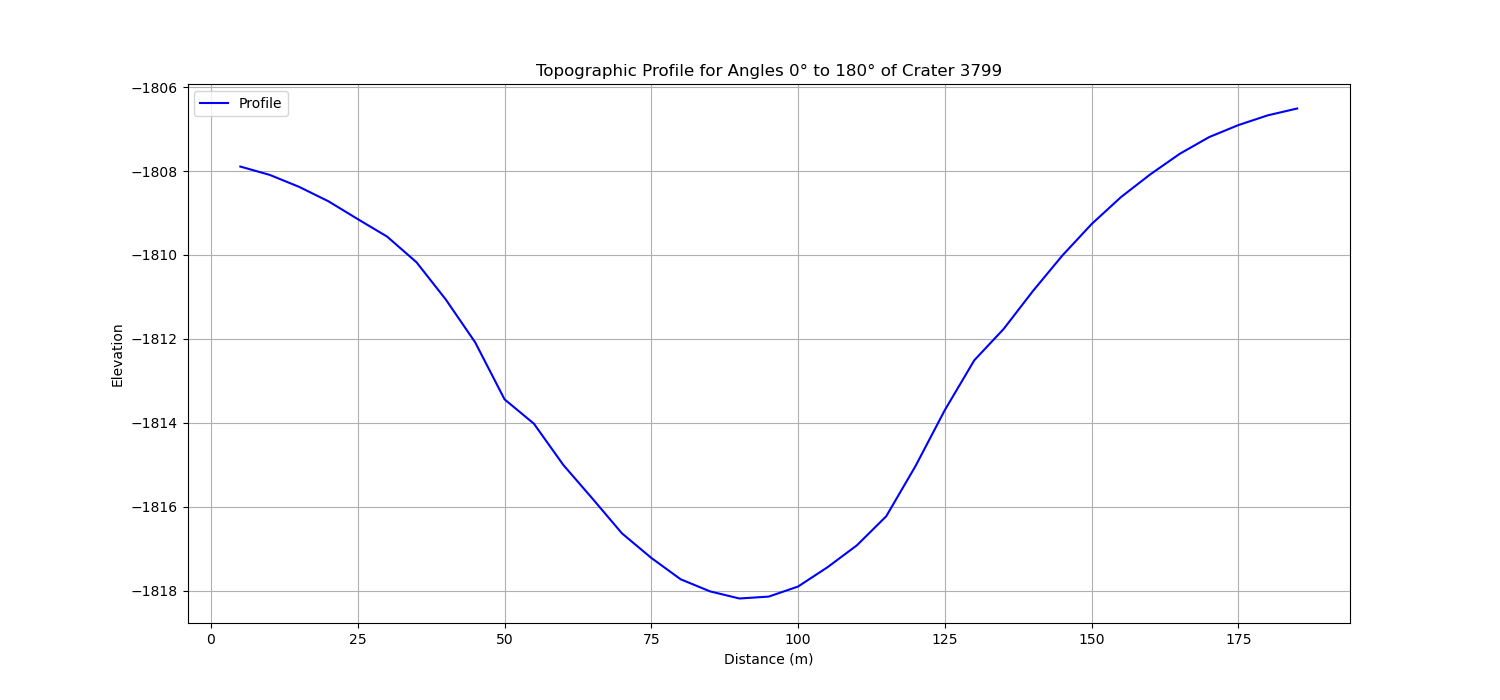 Topographic Profile for Angles 0° to 180° of Crater 3799
Profile
Elevation
−1806
−1808
−1810
−1812
−1814
−1816
−1818
0 25 50 75 100 125 150 175
Distance (m)